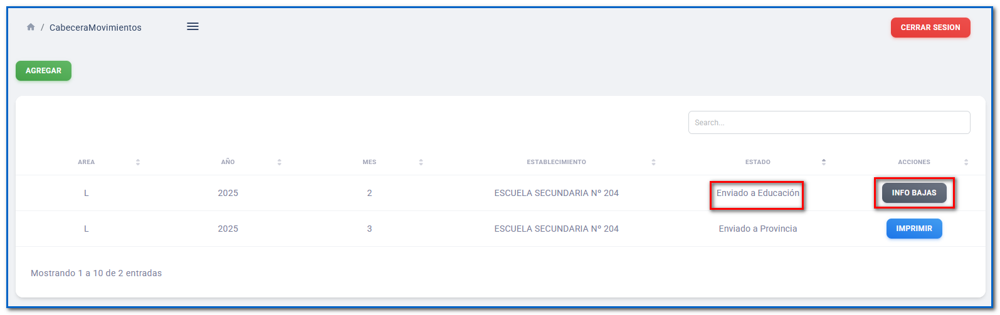 / CabeceraMovimientos
CERRAR SESION
AGREGAR
Search...
AREA AÑO MES ESTABLECIMIENTO ESTADO ACCIONES
L 2025 2 ESCUELA SECUNDARIA Nº 204 Enviado a Educación INFO BAJAS
L 2025 3 ESCUELA SECUNDARIA Nº 204 Enviado a Provincia IMPRIMIR
Mostrando 1 a 10 de 2 entradas